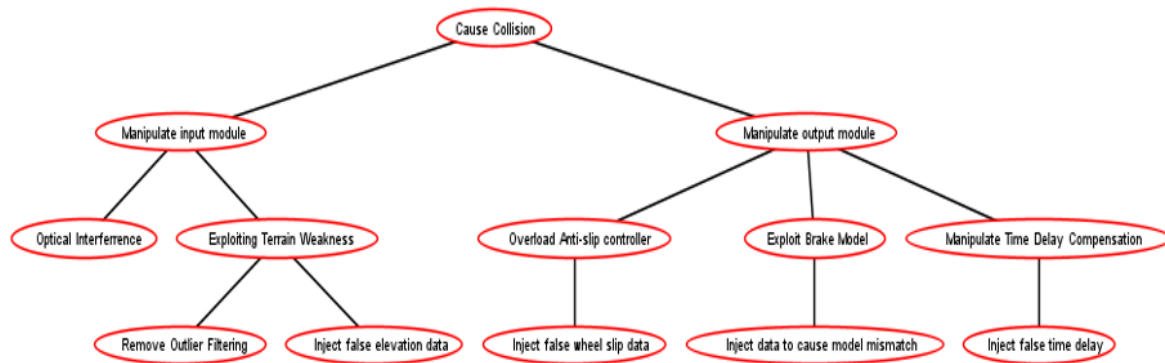 Cause Collision
Manipulate input module
Manipulate output module
Optical Interferrence
Exploiting Terrain Weakness
Overload Anti-slip controller
Exploit Brake Model
Manipulate Time Delay Compensation
Remove Outlier Filtering
Inject false elevation data
Inject false wheel slip data
Inject data to cause model mismatch
Inject false time delay